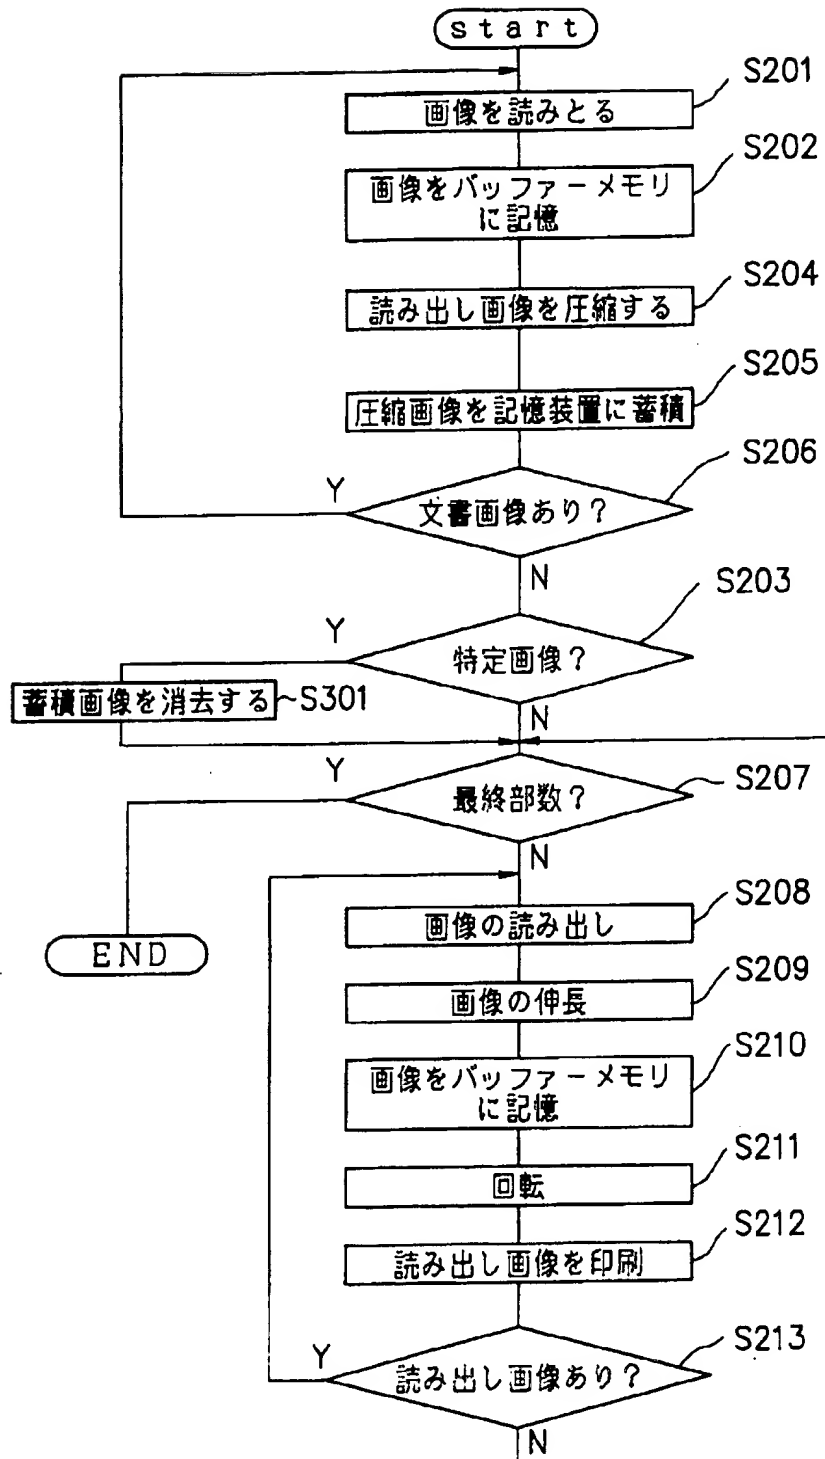 start
S201
画像を読みとる
S202
画像をバッファーメモリ
に記憶
S204
読み出し画像を圧縮する
S205
圧縮画像を記憶装置に蓄積
S206
Y
文書画像あり?
N
S203
Y
特定画像?
蓄積画像を消去する
S301
N
Y
S207
最終部数?
N
S208
画像の読み出し
END
S209
画像の伸長
S210
画像をバッファーメモリ
に記憶
S211
回転
S212
読み出し画像を印刷
S213
Y
読み出し画像あり?
N